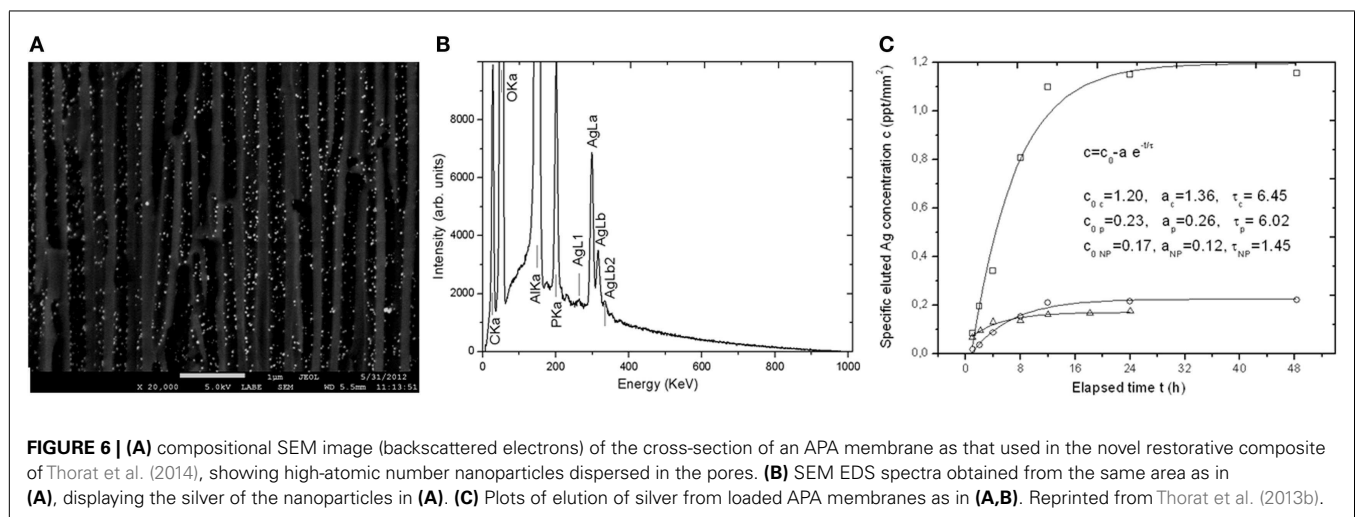 A
X 20,000 5.0kV LABE SEM 1μm JEOL WD 5.5mm 5/31/2012 11:13:51
B
Intensity (arb. units)
8000
6000
4000
2000
0
0 200 400 600 800 1000
Energy (KeV)
CKa
OKa
AlKa
PKa
AgL1
AgLa
AgLb
AgLb2
C
Specific eluted Ag concentration c (ppt/mm²)
1,2
1,0
0,8
0,6
0,4
0,2
0,0
0 8 16 24 32 40 48
Elapsed time t (h)
c=c₀-a e^-t/τ
c₀ c=1.20, a_c=1.36, τ_c = 6.45
c₀ p=0.23, a_p=0.26, τ_p= 6.02
c₀ NP=0.17, a_NP=0.12, τ_NP=1.45
FIGURE 6 | (A) compositional SEM image (backscattered electrons) of the cross-section of an APA membrane as that used in the novel restorative composite
of Thorat et al. (2014), showing high-atomic number nanoparticles dispersed in the pores. (B) SEM EDS spectra obtained from the same area as in
(A), displaying the silver of the nanoparticles in (A). (C) Plots of elution of silver from loaded APA membranes as in (A,B). Reprinted from Thorat et al. (2013b).